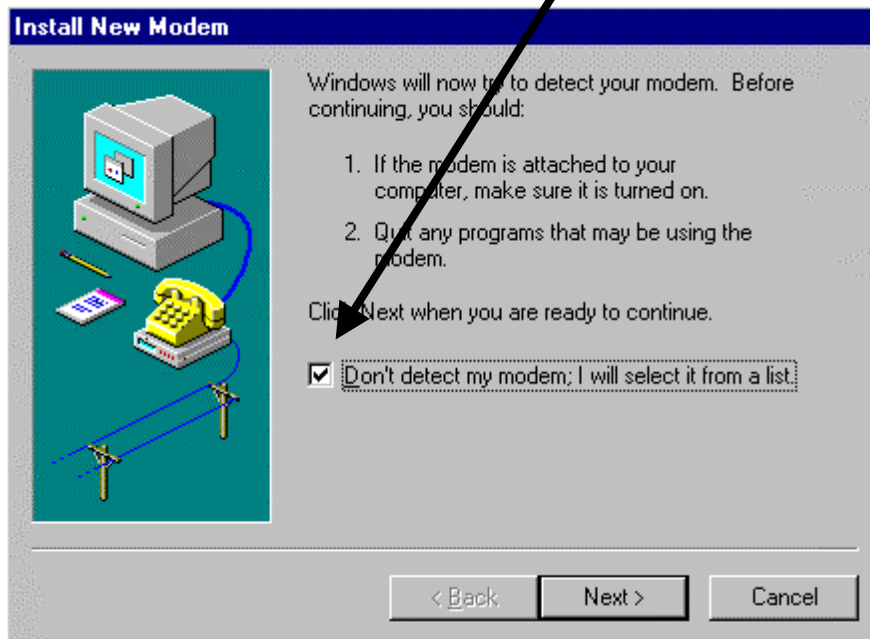 Install New Modem
Windows will now try to detect your modem. Before
continuing, you should:
1. If the modem is attached to your
computer, make sure it is turned on.
2. Quit any programs that may be using the
modem.
Click Next when you are ready to continue.
Don't detect my modem; I will select it from a list.
< Back
Next >
Cancel